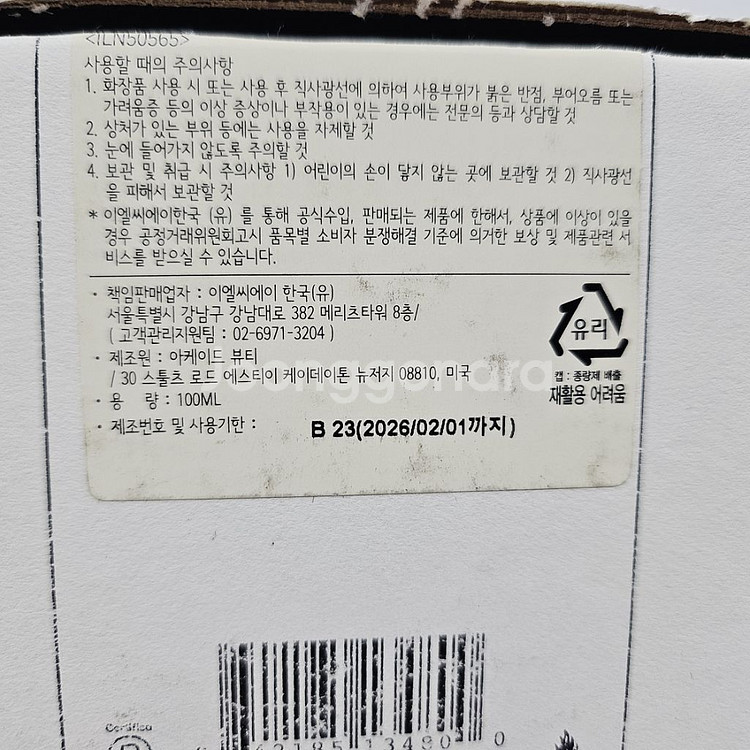 <ILN50565>
사용할 때의 주의사항
1. 화장품 사용 시 또는 사용 후 직사광선에 의하여 사용부위가 붉은 반점, 부어오름 또는
가려움증 등의 이상 증상이나 부작용이 있는 경우에는 전문의 등과 상담할 것
2. 상처가 있는 부위 등에는 사용을 자제할 것
3. 눈에 들어가지 않도록 주의할 것
4. 보관 및 취급 시 주의사항 1) 어린이의 손이 닿지 않는 곳에 보관할 것 2) 직사광선
을 피해서 보관할 것
* 이엘씨에이한국 (유) 를 통해 공식수입, 판매되는 제품에 한해서, 상품에 이상이 있을
경우 공정거래위원회고시 품목별 소비자 분쟁해결 기준에 의거한 보상 및 제품관련 서
비스를 받으실 수 있습니다.
· 책임판매업자 : 이엘씨에이 한국(유)
서울특별시 강남구 강남대로 382 메리츠타워 8층/
( 고객관리지원팀 : 02-6971-3204 )
· 제조원 : 아케이드 뷰티
/ 30 스툴츠 로드 에스티이 케이데이톤 뉴저지 08810, 미국
· 용 량 : 100ML
· 제조번호 및 사용기한 :
B 23(2026/02/01까지)
유리
캡 : 종량제 배출
재활용 어려움
Joonggonara
Certified
B